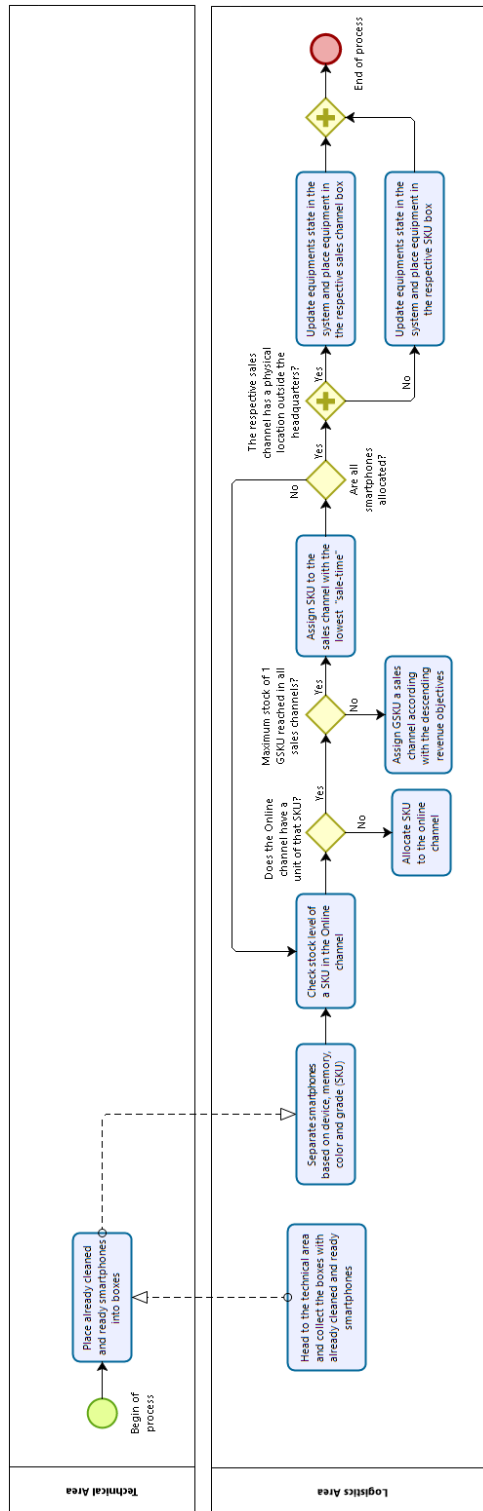 Technical Area
Begin of
process
Place already cleaned
and ready smartphones
into boxes
Logistics Area
Head to the technical area
and collect the boxes with
already cleaned and ready
smartphones
Separate smartphones
based on device, memory,
color and grade (SKU)
Check stock level of
a SKU in the Online
channel
Does the Online
channel have a
unit of that SKU?
Yes
No
Allocate SKU
to the online
channel
Maximum stock of 1
GSKU reached in all
sales channels?
Yes
No
Assign GSKU a sales
channel according
with the descending
revenue objectives
Assign SKU to the
sales channel with the
lowest "sale-time"
No
Are all
smartphones
allocated?
Yes
The respective sales
channel has a physical
location outside the
headquarters?
Yes
No
Update equipments state in the
system and place equipment in
the respective sales channel box
Update equipments state in the
system and place equipment in
the respective SKU box
End of process